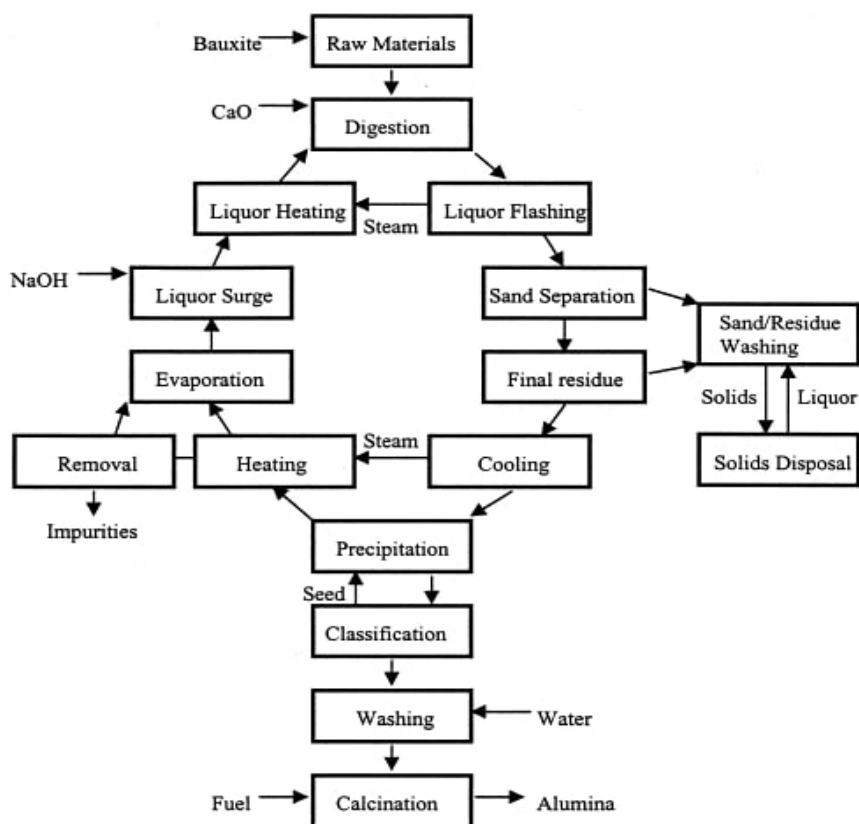 Bauxite
Raw Materials
CaO
Digestion
Liquor Heating
Steam
Liquor Flashing
NaOH
Liquor Surge
Sand Separation
Sand/Residue
Washing
Evaporation
Final residue
Solids
Liquor
Removal
Heating
Steam
Cooling
Solids Disposal
Impurities
Precipitation
Seed
Classification
Washing
Water
Fuel
Calcination
Alumina